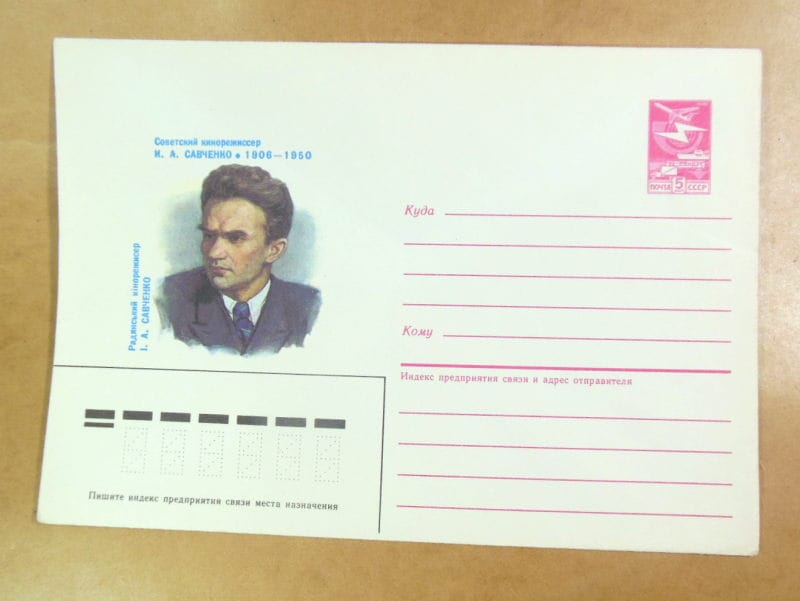 Советский кинорежиссер
И. А. САВЧЕНКО • 1906—1950
Радянський кінорежисер
І. А. САВЧЕНКО
ПОЧТА 5 СССР
Куда
Кому
Индекс предприятия связи и адрес отправителя
Пишите индекс предприятия связи места назначения